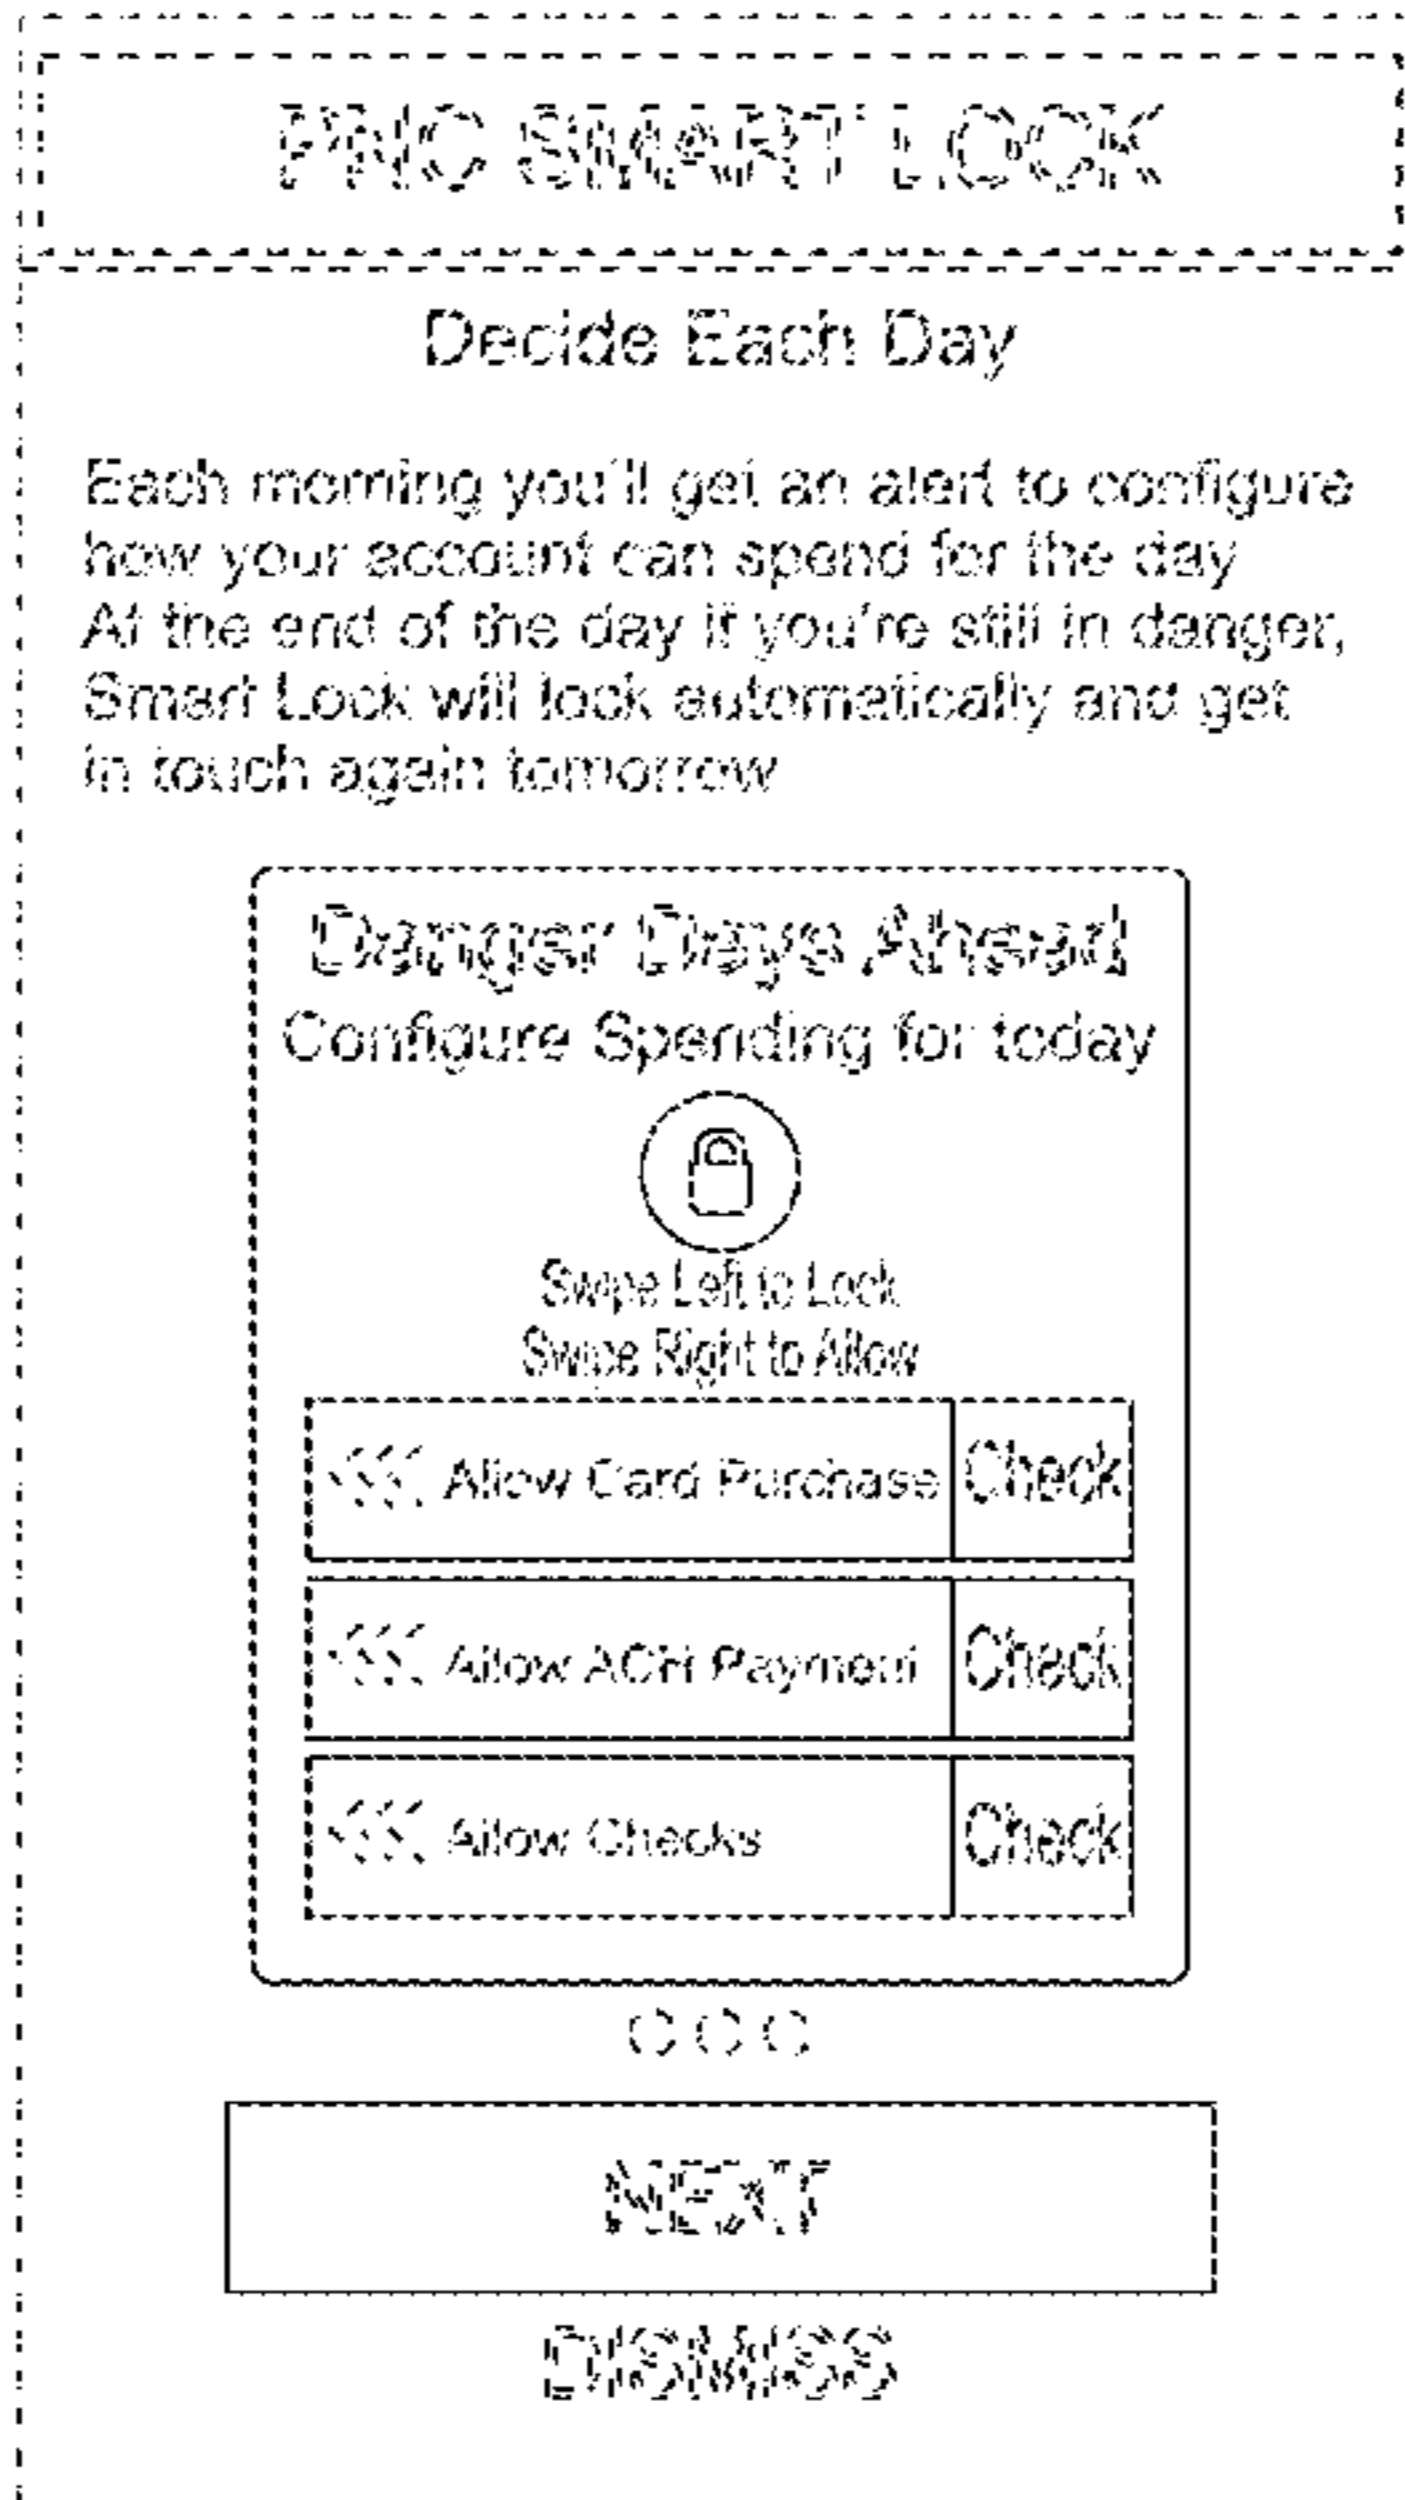 PNC SMART LOCK
Decide Each Day
Each morning you'll get an alert to configure
how your account can spend for the day
At the end of the day if you're still in danger,
Smart Lock will lock automatically and get
in touch again tomorrow
Danger Days Ahead
Configure Spending for today
Swipe Left to Lock
Swipe Right to Allow
Allow Card Purchase Check
Allow ACH Payment Check
Allow Checks Check
NEXT
DISMISS